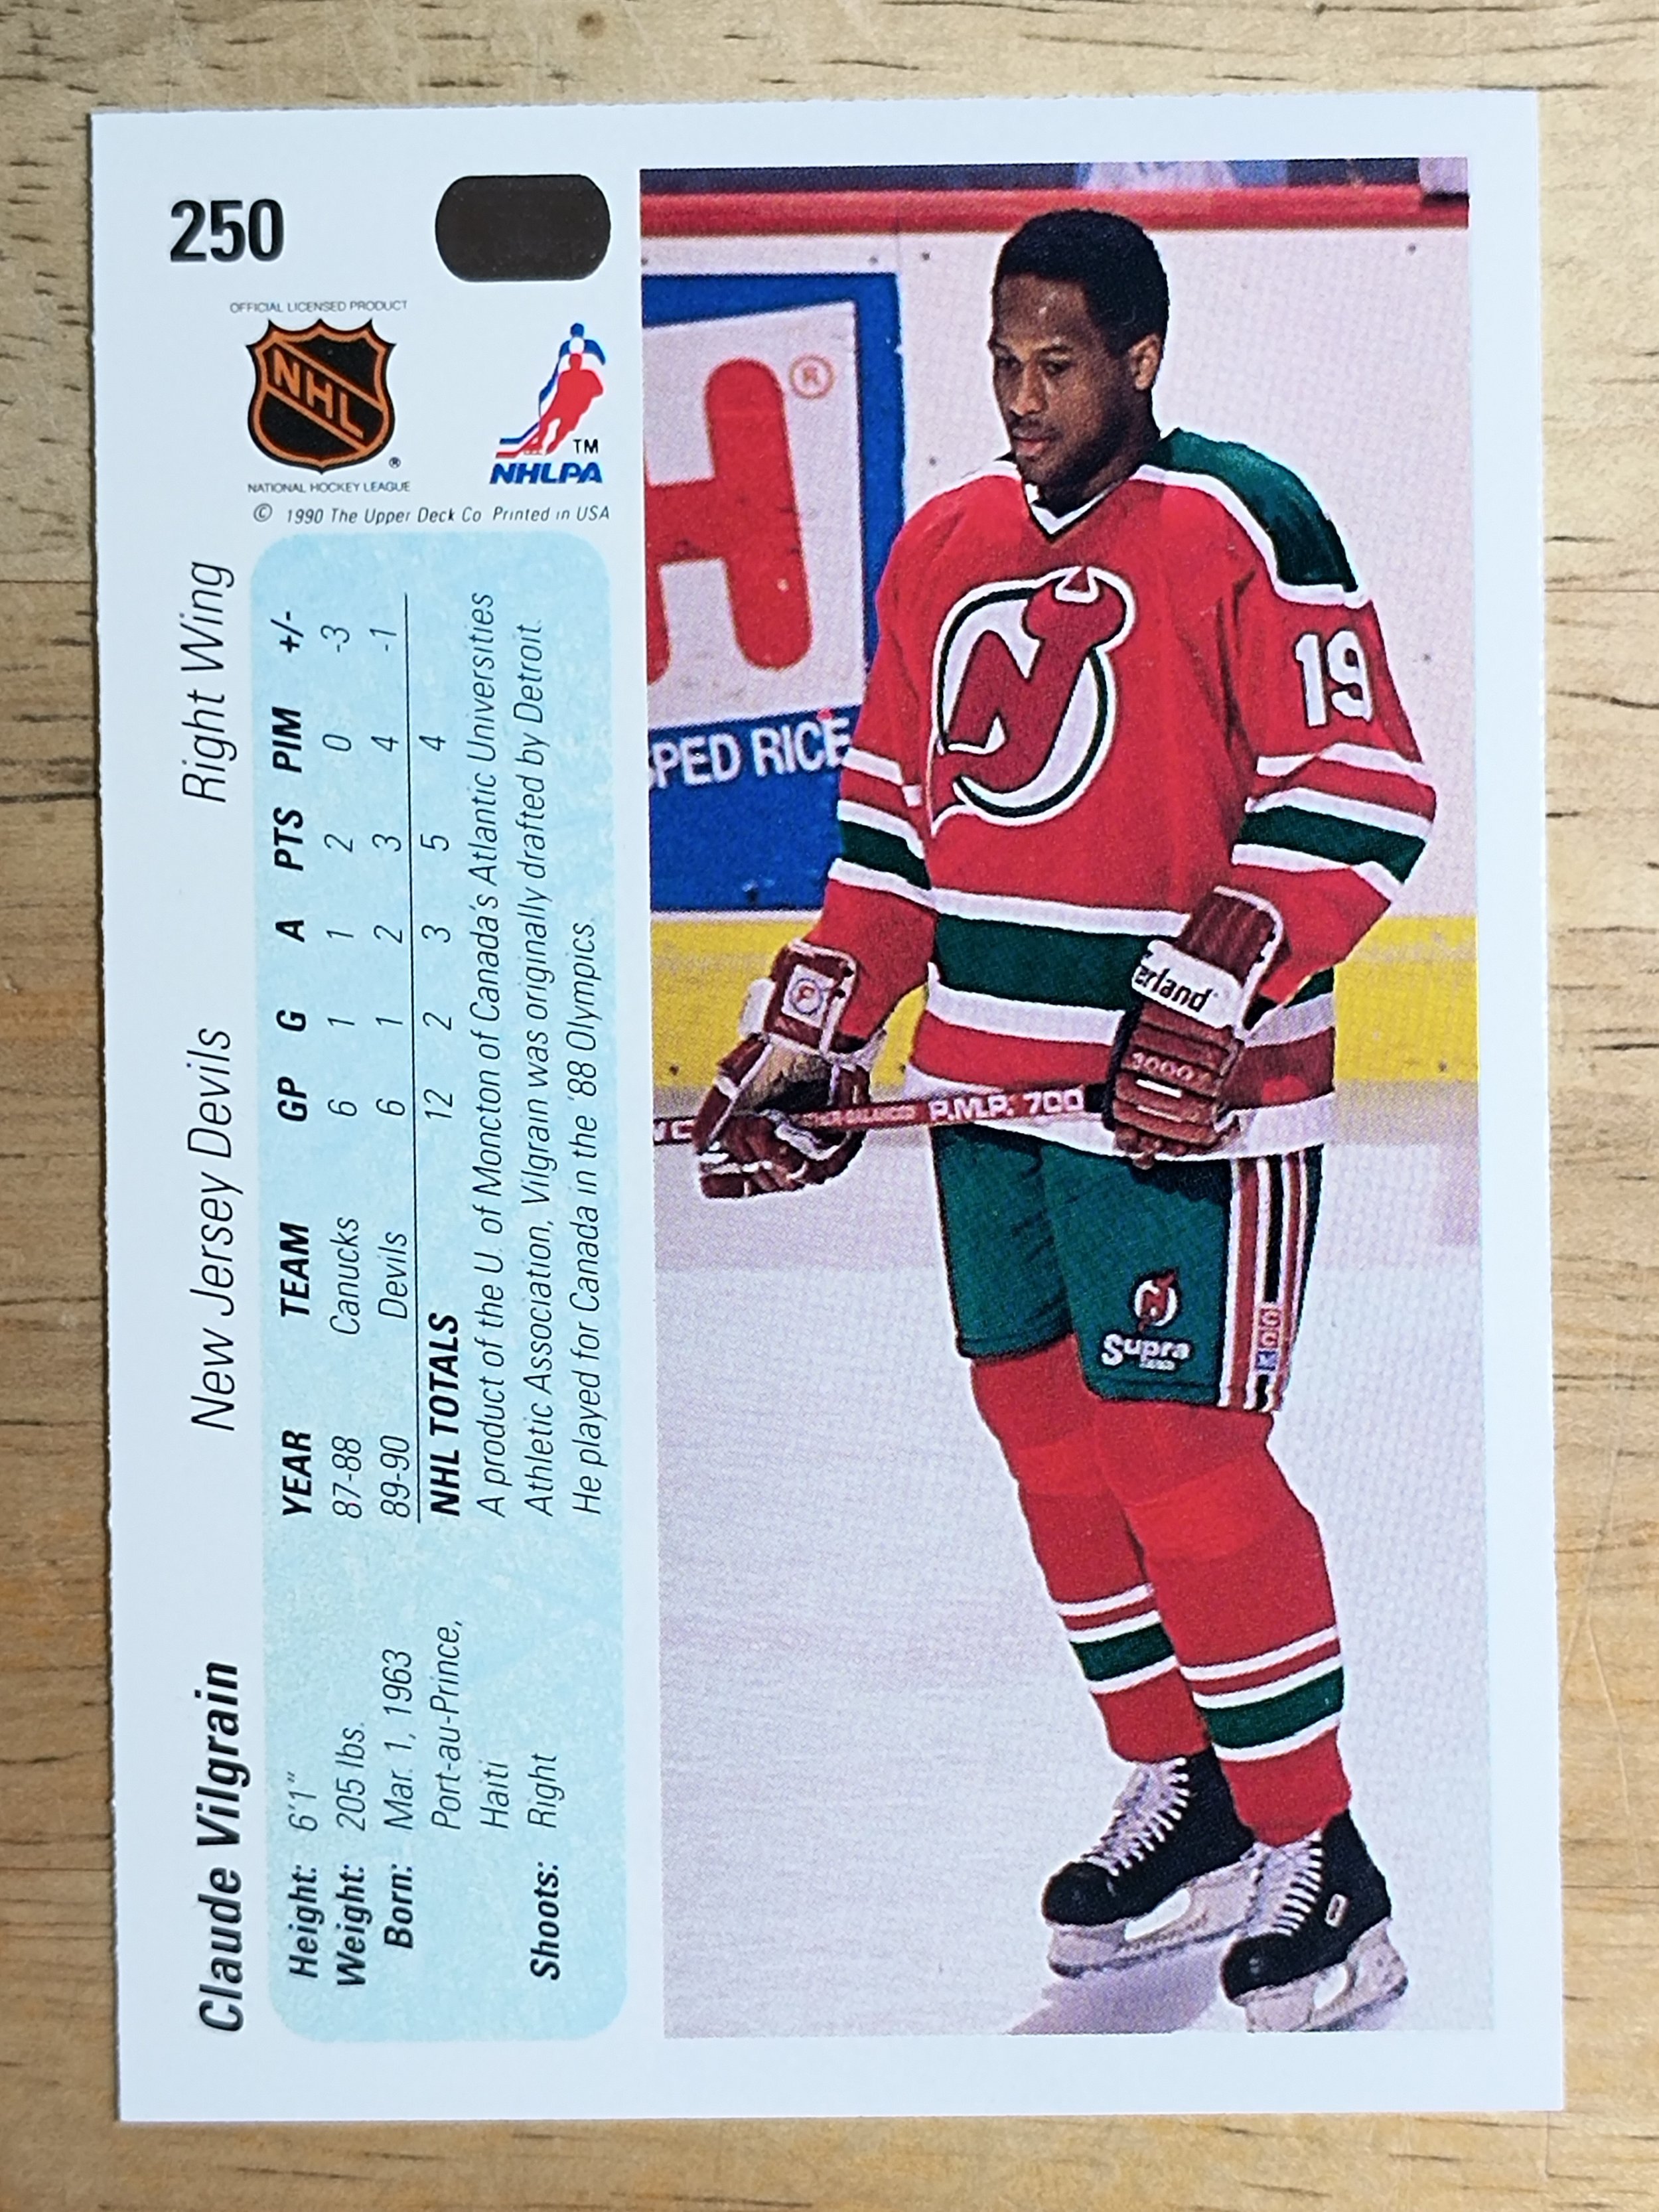 250
OFFICIAL LICENSED PRODUCT
NHL
®
NATIONAL HOCKEY LEAGUE
TM
NHLPA
© 1990 The Upper Deck Co Printed in USA
Claude Vilgrain New Jersey Devils Right Wing
Height: 6'1"
Weight: 205 lbs.
Born: Mar. 1, 1963
Port-au-Prince,
Haiti
Shoots: Right
YEAR TEAM GP G A PTS PIM +/-
87-88 Canucks 6 1 1 2 0 -3
89-90 Devils 6 1 2 3 4 -1
NHL TOTALS 12 2 3 5 4
A product of the U. of Moncton of Canada's Atlantic Universities
Athletic Association, Vilgrain was originally drafted by Detroit.
He played for Canada in the '88 Olympics.
H ®
PED RICE
19
erland
P.M.P. 700
Supra